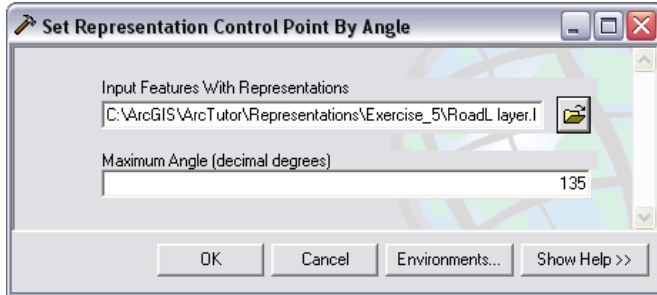 Set Representation Control Point By Angle
Input Features With Representations
C:\ArcGIS\ArcTutor\Representations\Exercise_5\RoadL layer.l
Maximum Angle (decimal degrees)
135
OK Cancel Environments... Show Help >>